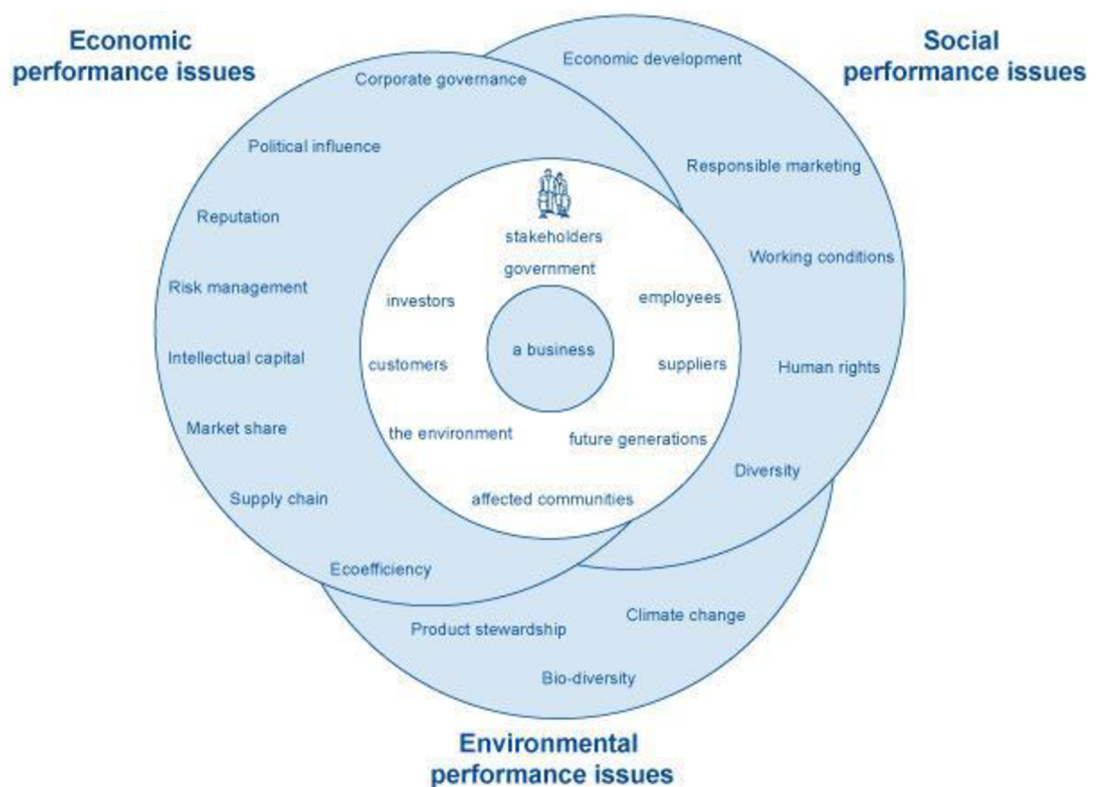 Economic
performance issues
Social
performance issues
Economic development
Corporate governance
Political influence
Responsible marketing
Reputation
stakeholders
Working conditions
government
Risk management
investors
employees
a business
Intellectual capital
customers
suppliers
Human rights
Market share
the environment
future generations
Diversity
Supply chain
affected communities
Ecoefficiency
Climate change
Product stewardship
Bio-diversity
Environmental
performance issues